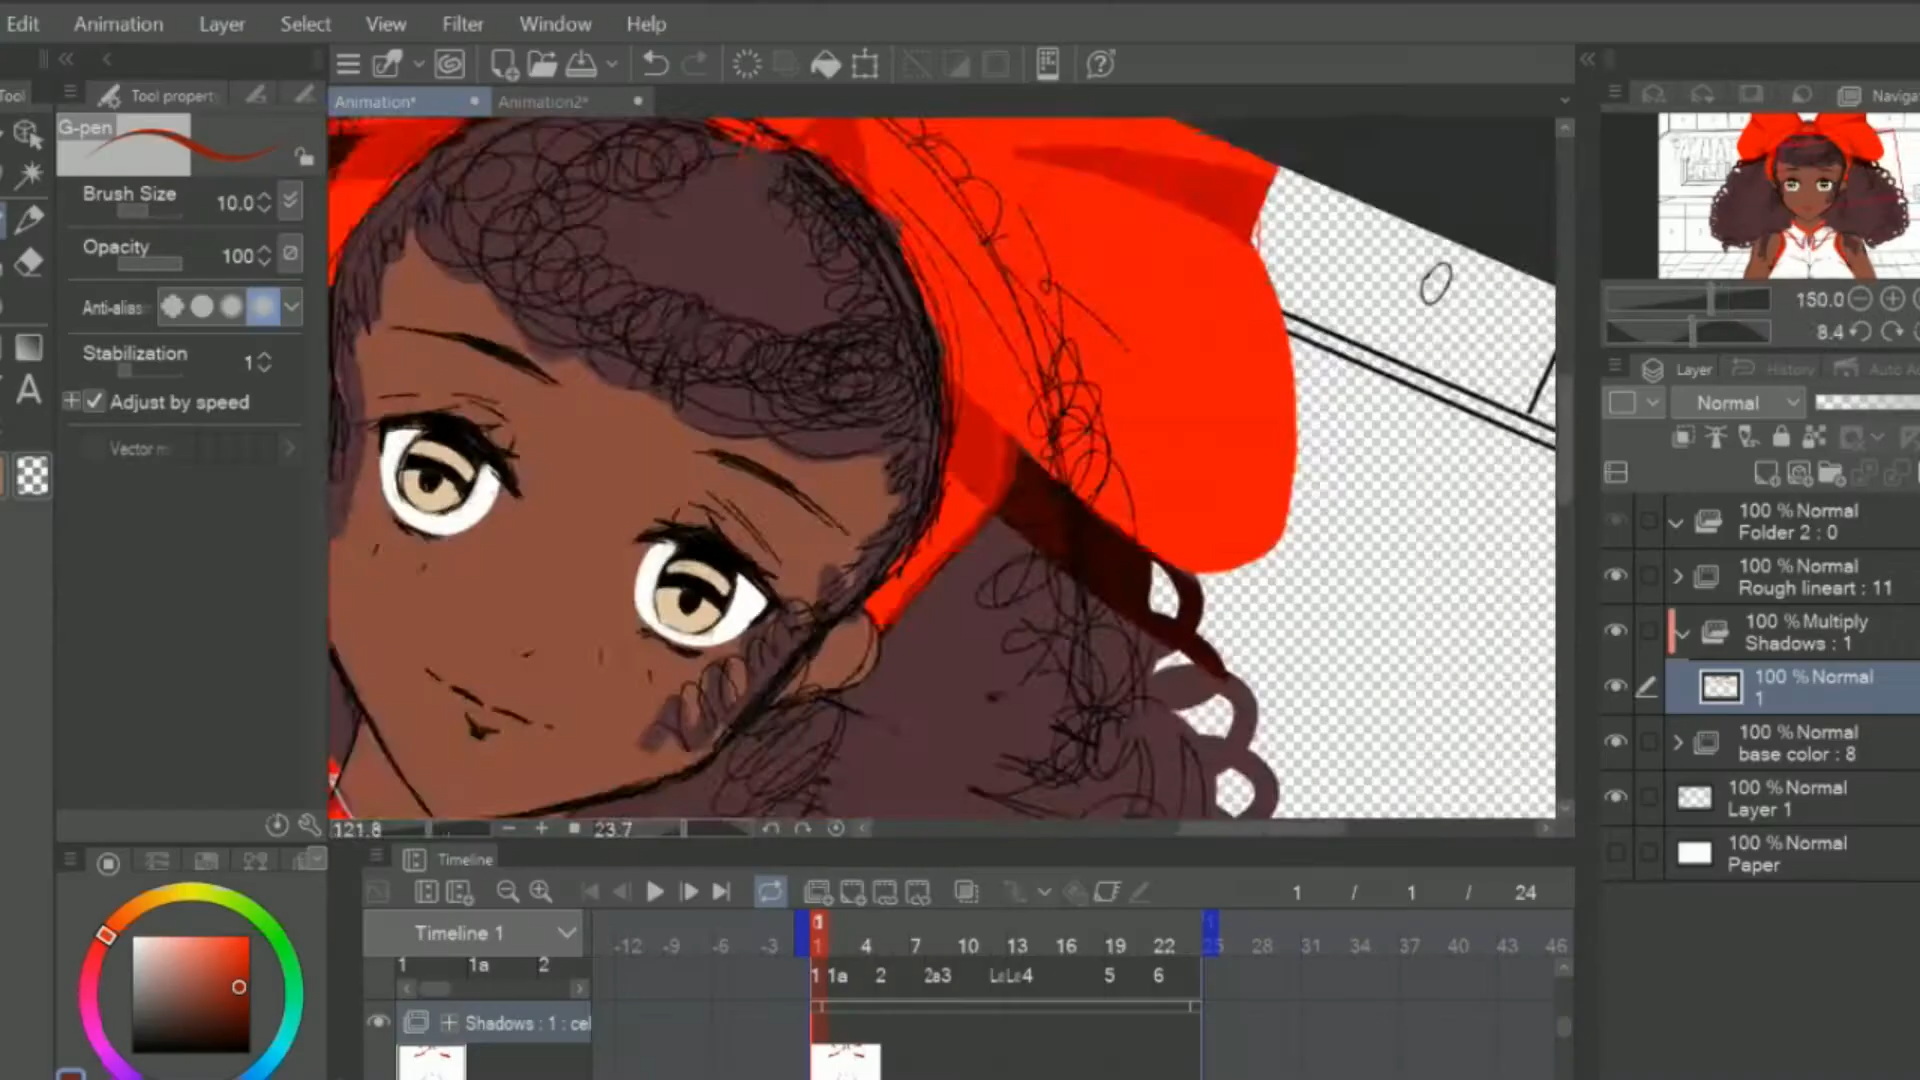 Edit Animation Layer Select View Filter Window Help
Tool
Tool property
Animation*
Animation2*
G-pen
Brush Size 10.0
Opacity 100
Anti-alias
Stabilization 1
Adjust by speed
Vector m
A
121.8
23.7
150.0
8.4
Layer
History
Normal
100 % Normal
Folder 2 : 0
100 % Normal
Rough lineart : 11
100 % Multiply
Shadows : 1
100 % Normal
1
100 % Normal
base color : 8
100 % Normal
Layer 1
100 % Normal
Paper
Timeline
1 / 1 / 24
Timeline 1
-12 -9 -6 -3 1 4 7 10 13 16 19 22 25 28 31 34 37 40 43 46
1 1a 2
1 1a 2 2a3 4 5 6
Shadows : 1 : cel